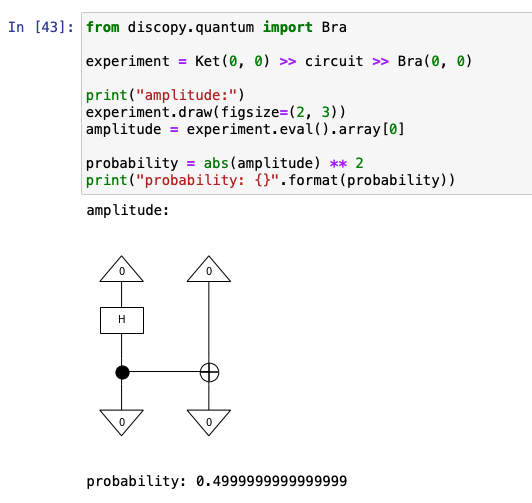 In [43]: from discopy.quantum import Bra
experiment = Ket(0, 0) >> circuit >> Bra(0, 0)
print("amplitude:")
experiment.draw(figsize=(2, 3))
amplitude = experiment.eval().array[0]
probability = abs(amplitude) ** 2
print("probability: {}".format(probability))
amplitude:
0 0
H
0 0
probability: 0.4999999999999999